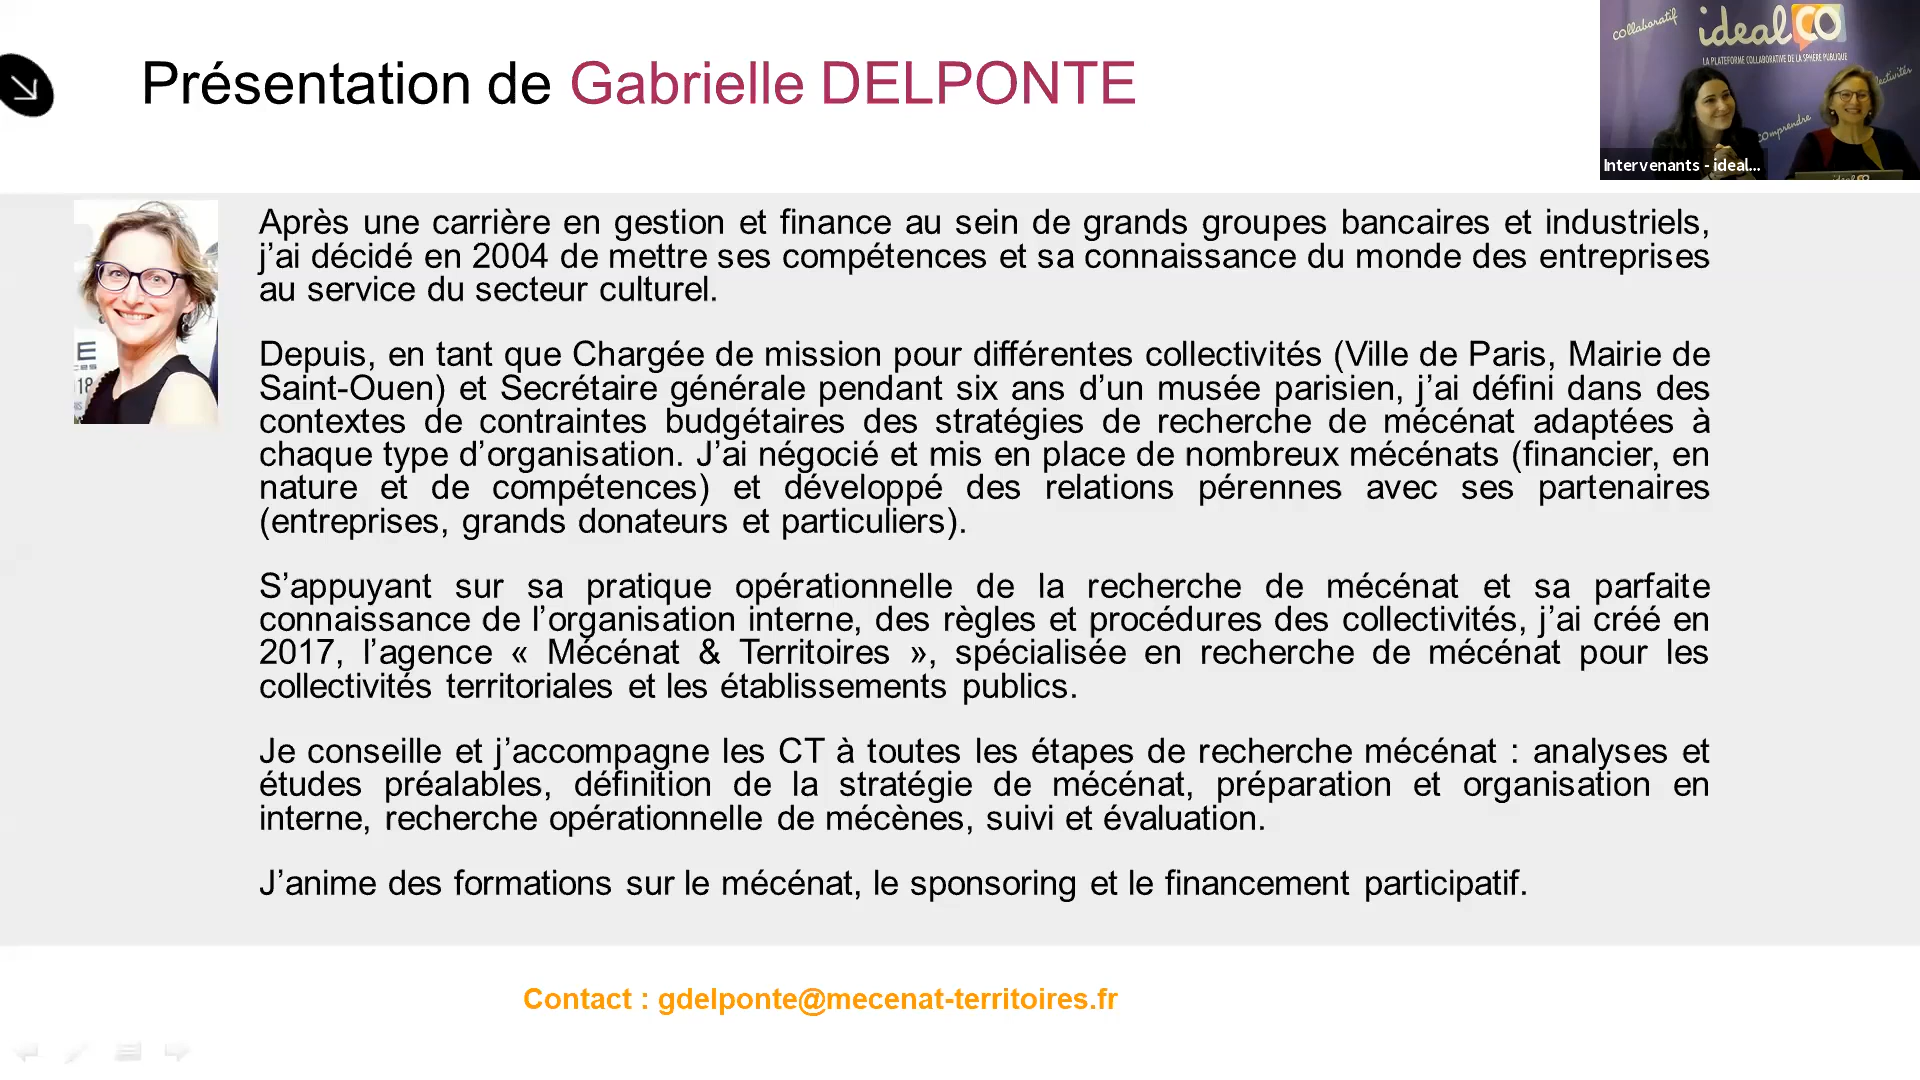 Présentation de Gabrielle DELPONTE
collaboratif
idealCO
LA PLATEFORME COLLABORATIVE DE LA SPHÈRE PUBLIQUE
COmprendre
Intervenants - ideal...
idealCO
Après une carrière en gestion et finance au sein de grands groupes bancaires et industriels,
j’ai décidé en 2004 de mettre ses compétences et sa connaissance du monde des entreprises
au service du secteur culturel.
Depuis, en tant que Chargée de mission pour différentes collectivités (Ville de Paris, Mairie de
Saint-Ouen) et Secrétaire générale pendant six ans d’un musée parisien, j’ai défini dans des
contextes de contraintes budgétaires des stratégies de recherche de mécénat adaptées à
chaque type d’organisation. J’ai négocié et mis en place de nombreux mécénats (financier, en
nature et de compétences) et développé des relations pérennes avec ses partenaires
(entreprises, grands donateurs et particuliers).
S’appuyant sur sa pratique opérationnelle de la recherche de mécénat et sa parfaite
connaissance de l’organisation interne, des règles et procédures des collectivités, j’ai créé en
2017, l’agence « Mécénat & Territoires », spécialisée en recherche de mécénat pour les
collectivités territoriales et les établissements publics.
Je conseille et j’accompagne les CT à toutes les étapes de recherche mécénat : analyses et
études préalables, définition de la stratégie de mécénat, préparation et organisation en
interne, recherche opérationnelle de mécènes, suivi et évaluation.
J’anime des formations sur le mécénat, le sponsoring et le financement participatif.
Contact : gdelponte@mecenat-territoires.fr